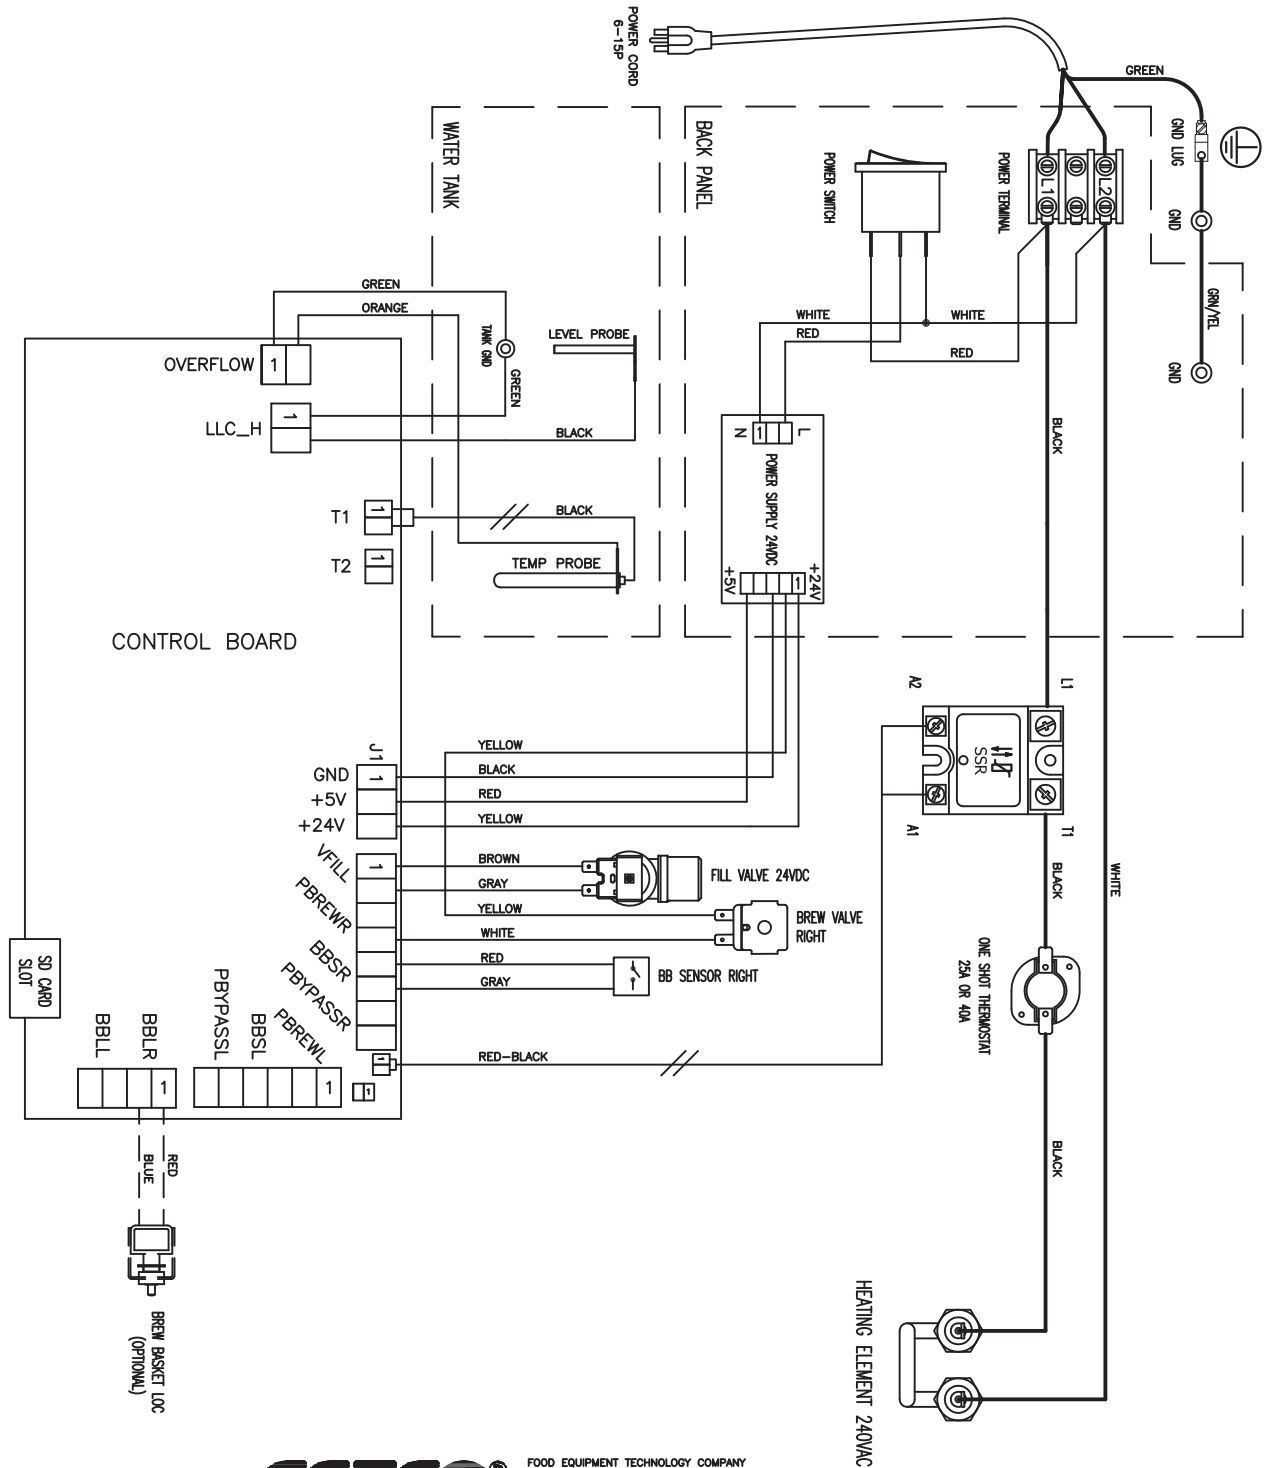 POWER CORD
6-15P
GREEN
GND LUG
GND
GRN/YEL
GND
WATER TANK
BACK PANEL
POWER SWITCH
POWER TERMINAL
L1
L2
GREEN
ORANGE
WHITE
WHITE
RED
RED
TANK GND
GREEN
LEVEL PROBE
OVERFLOW
1
LLC_H
1
BLACK
BLACK
N
1
L
POWER SUPPLY 24VDC
+5V
1
+24V
T1
1
BLACK
T2
1
TEMP PROBE
CONTROL BOARD
A2
L1
SSR
A1
T1
J1
GND
1
+5V
+24V
YELLOW
BLACK
RED
YELLOW
VFILL
1
PBREWR
BBSR
PBYPASSR
BROWN
GRAY
YELLOW
WHITE
RED
GRAY
FILL VALVE 24VDC
BREW VALVE
RIGHT
BB SENSOR RIGHT
BLACK
WHITE
ONE SHOT THERMOSTAT
25A OR 40A
SD CARD
SLOT
BBLL
BBLR
1
PBYPASSL
BBSL
PBREWL
1
1
1
RED-BLACK
BLACK
RED
BLUE
BREW BASKET LOC
(OPTIONAL)
HEATING ELEMENT 240VAC
®
FOOD EQUIPMENT TECHNOLOGY COMPANY